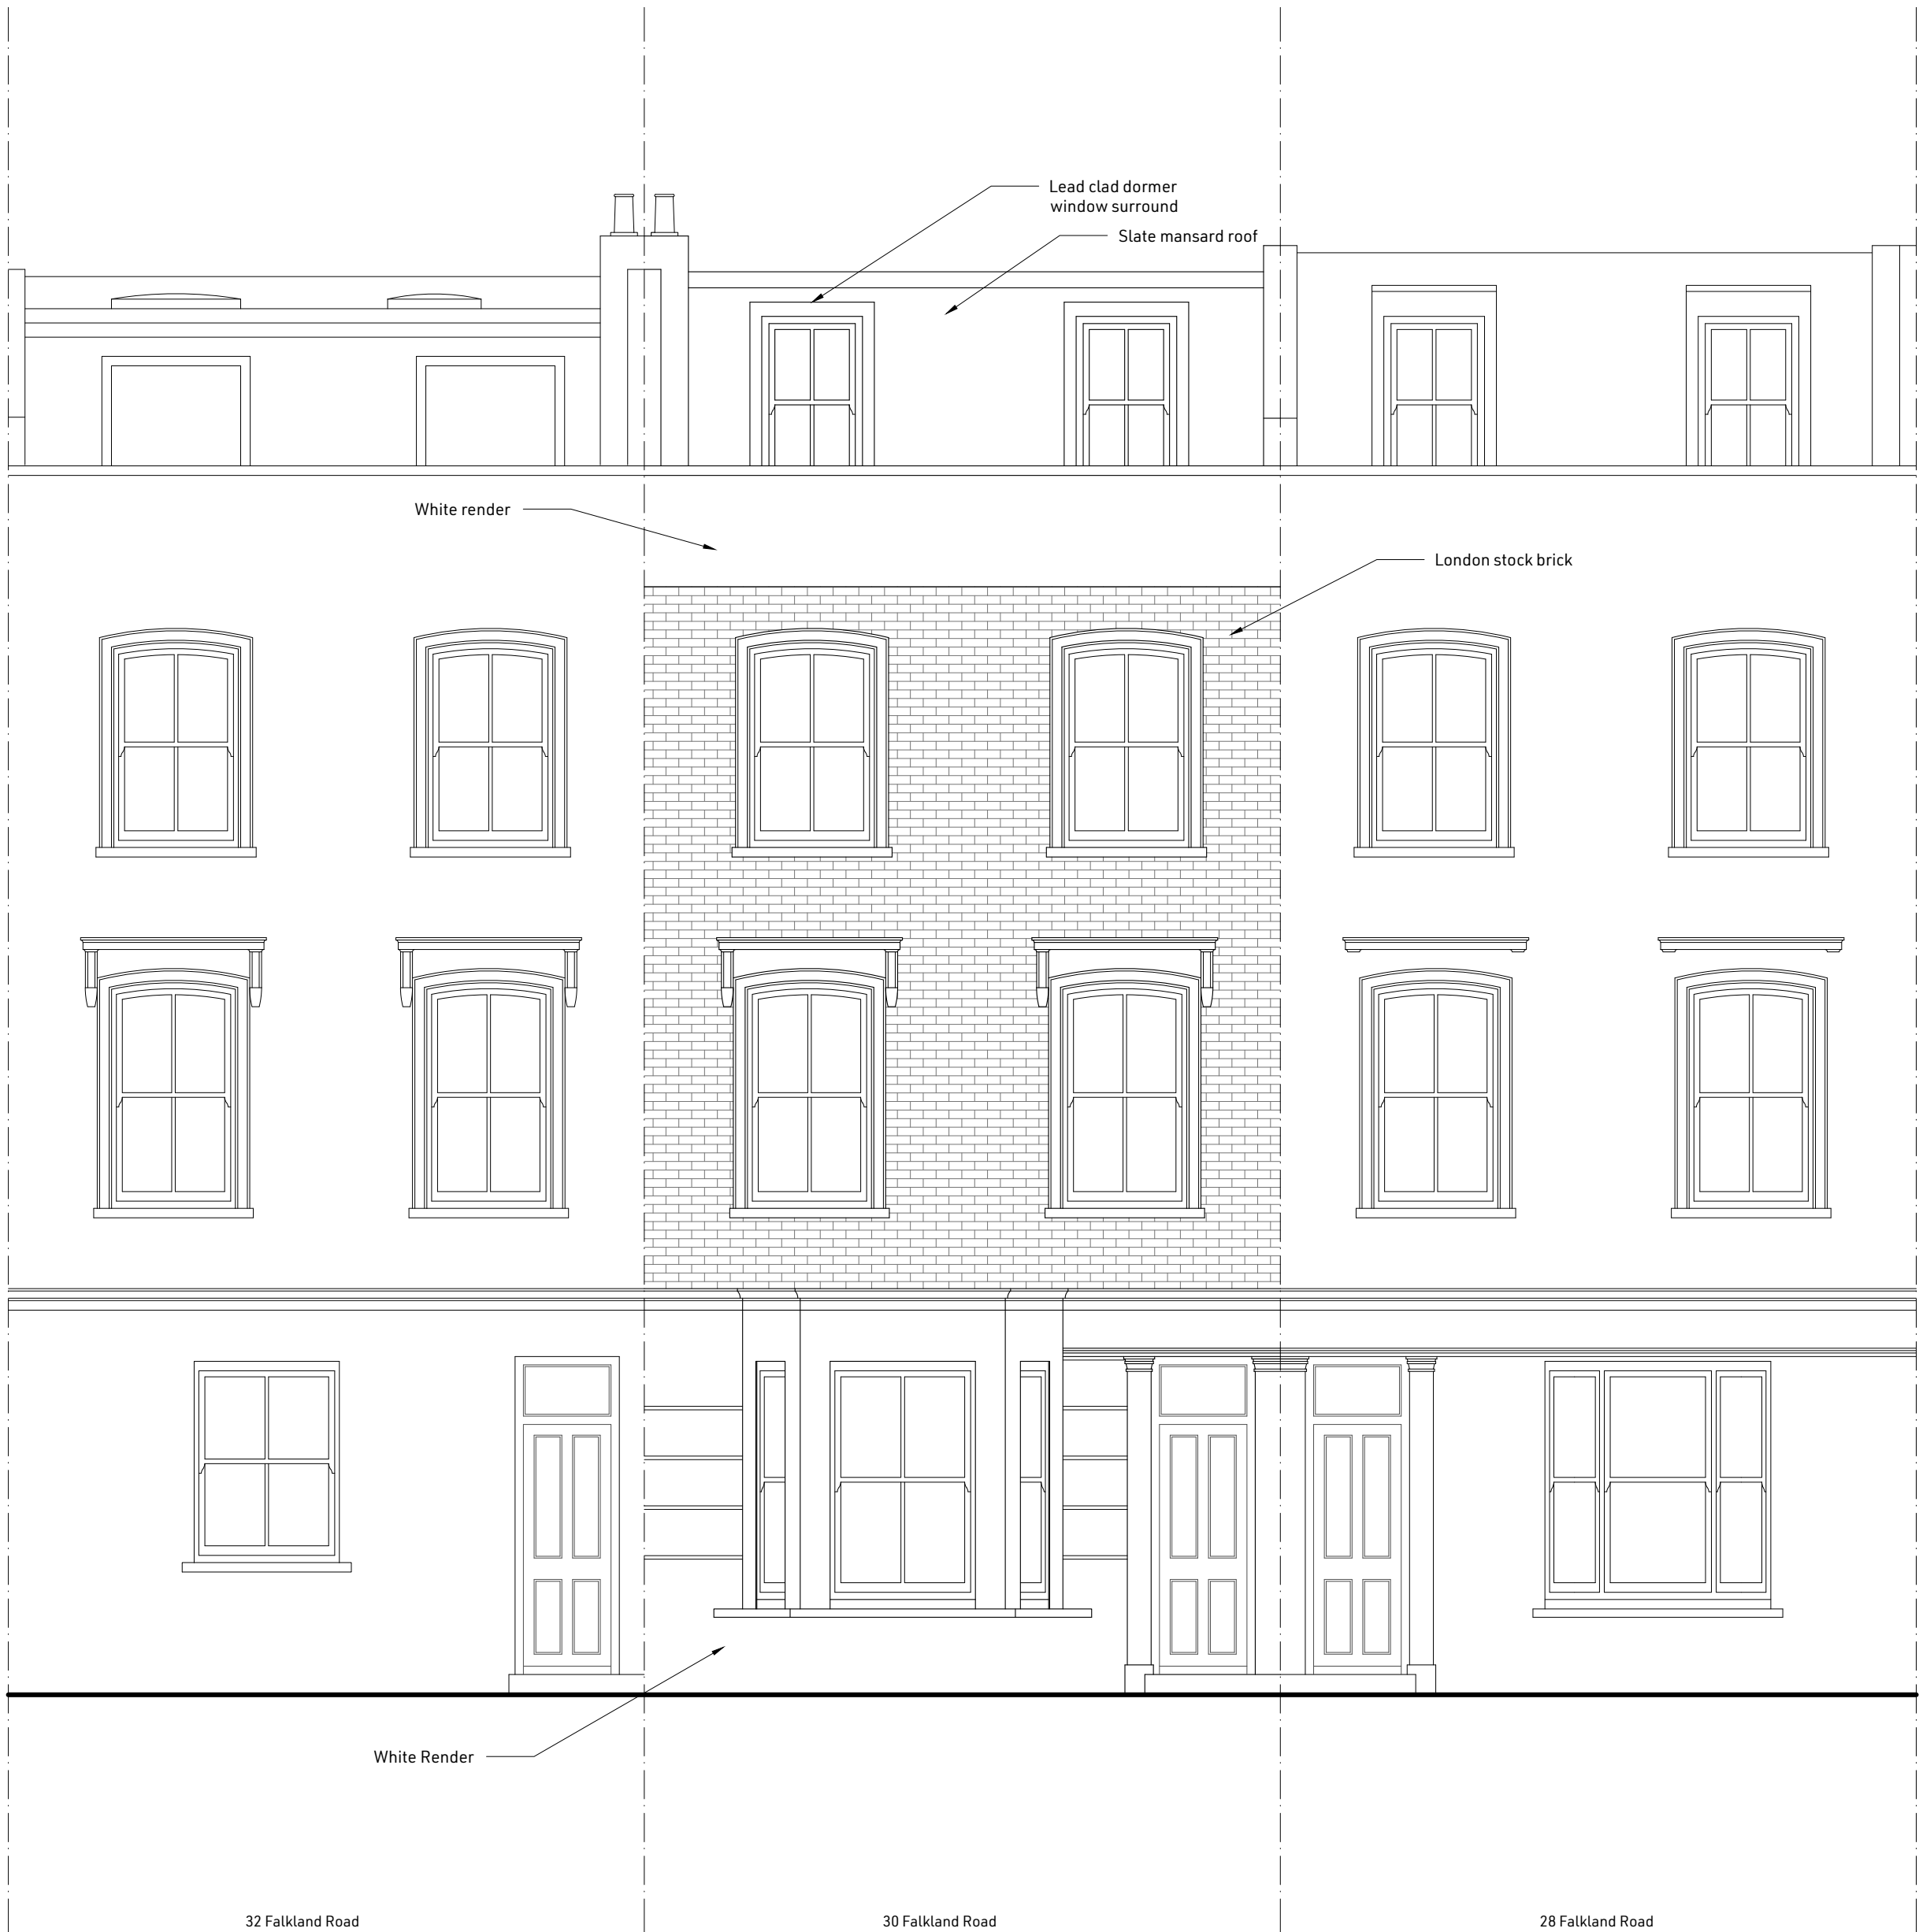 Lead clad dormer
window surround
Slate mansard roof
White render
London stock brick
White Render
32 Falkland Road
30 Falkland Road
28 Falkland Road